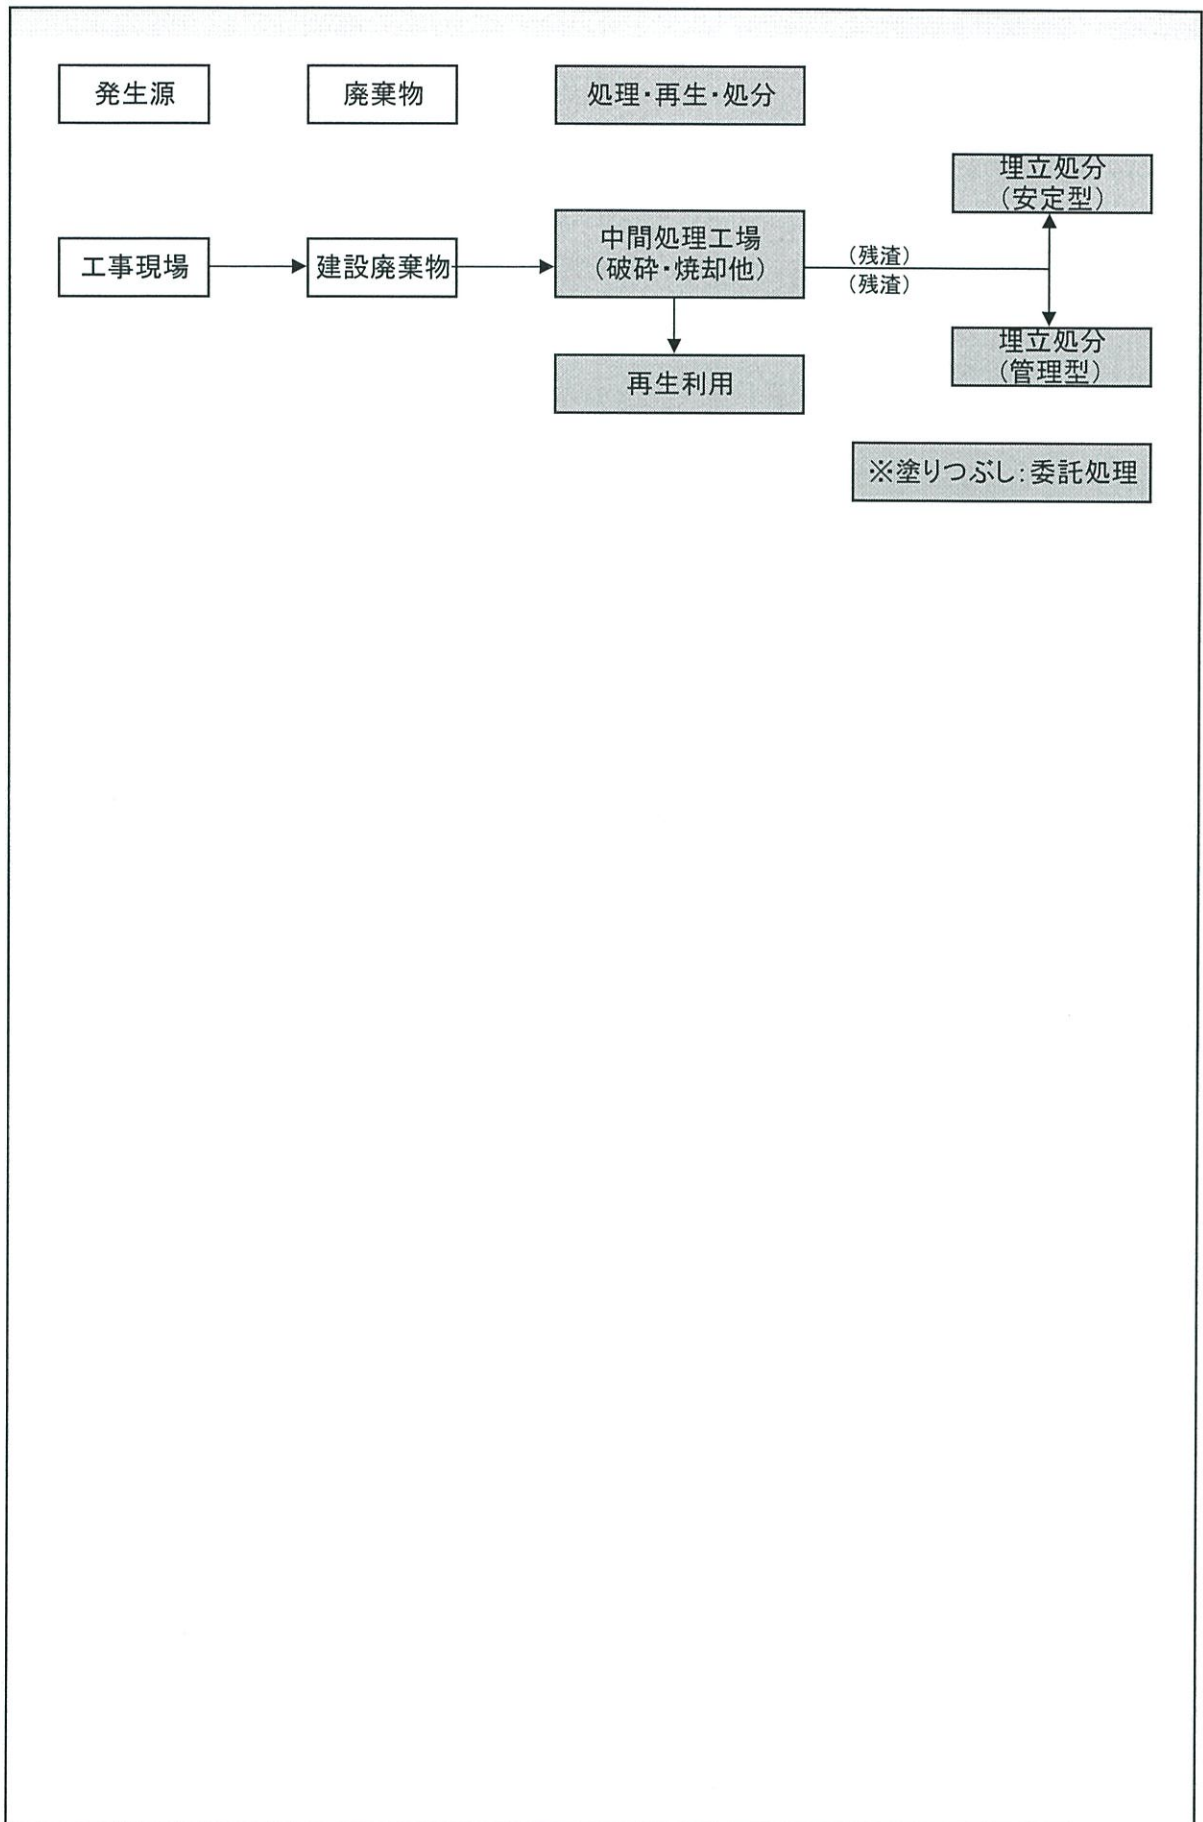 発生源
廃棄物
処理・再生・処分
埋立処分
(安定型)
工事現場
建設廃棄物
中間処理工場
(破砕・焼却他)
(残渣)
(残渣)
埋立処分
(管理型)
再生利用
※塗りつぶし:委託処理